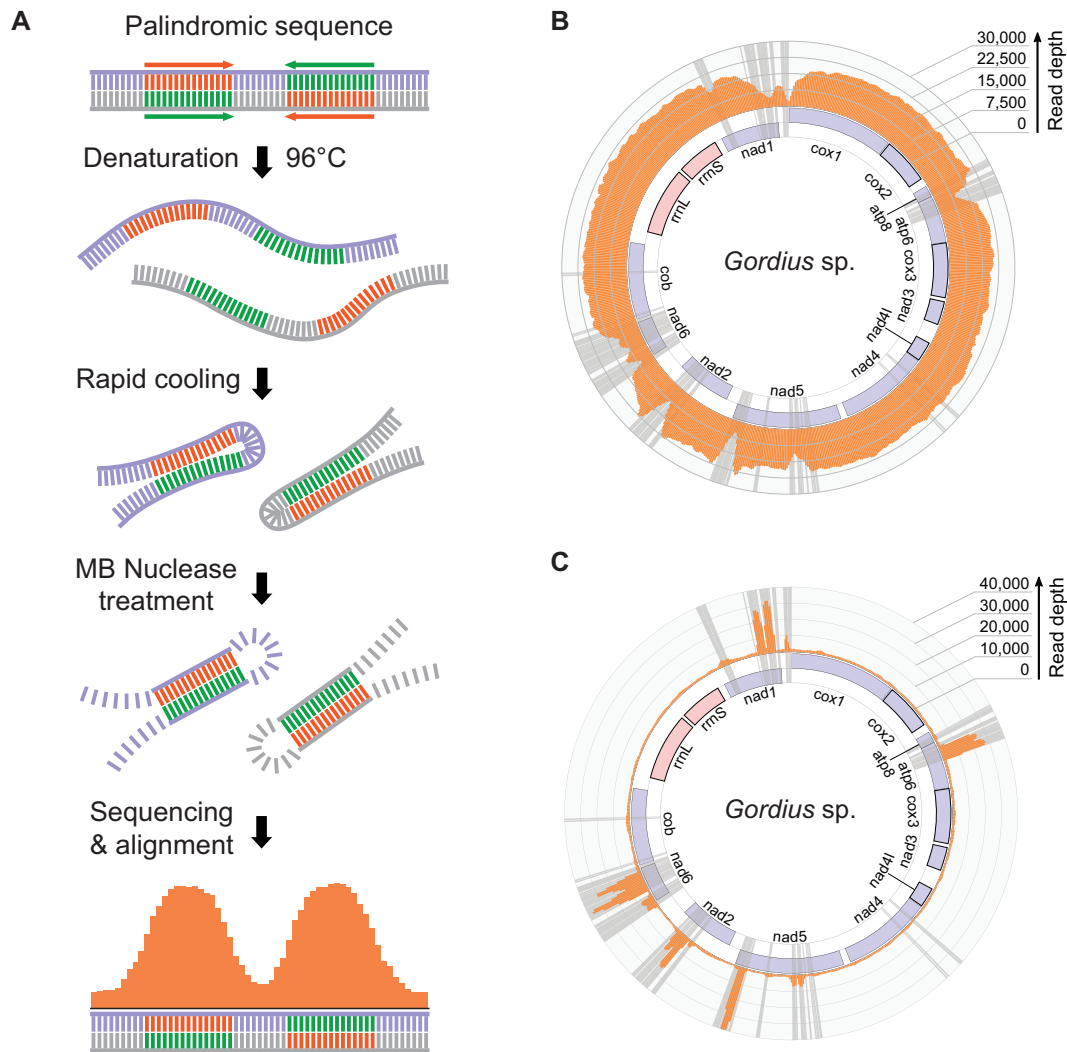 A
Palindromic sequence
Denaturation 96°C
Rapid cooling
MB Nuclease
treatment
Sequencing
& alignment
B
30,000
22,500
15,000
7,500
0
Read depth
cox1
cox2
atp8
atp6
cox3
nad3
nad4l
nad4
nad5
nad2
nad6
cob
rrnL
rrnS
nad1
Gordius sp.
C
40,000
30,000
20,000
10,000
0
Read depth
cox1
cox2
atp8
atp6
cox3
nad3
nad4l
nad4
nad5
nad2
nad6
cob
rrnL
rrnS
nad1
Gordius sp.